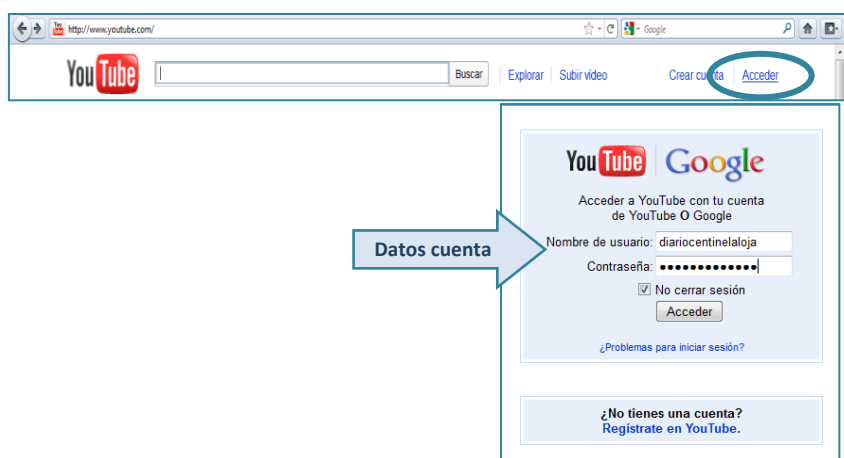 http://www.youtube.com/
Google
YouTube
Buscar
Explorar
Subir vídeo
Crear cuenta
Acceder
YouTube
Google
Acceder a YouTube con tu cuenta
de YouTube O Google
Datos cuenta
Nombre de usuario: diariocentinelaloja
Contraseña: •••••••••••••
No cerrar sesión
Acceder
¿Problemas para iniciar sesión?
¿No tienes una cuenta?
Regístrate en YouTube.